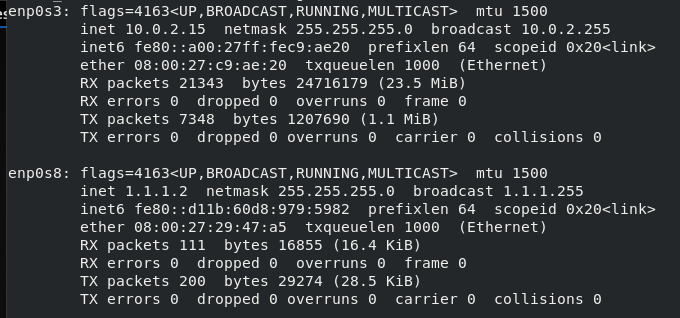 enp0s3: flags=4163<UP,BROADCAST,RUNNING,MULTICAST>  mtu 1500
        inet 10.0.2.15  netmask 255.255.255.0  broadcast 10.0.2.255
        inet6 fe80::a00:27ff:fec9:ae20  prefixlen 64  scopeid 0x20<link>
        ether 08:00:27:c9:ae:20  txqueuelen 1000  (Ethernet)
        RX packets 21343  bytes 24716179 (23.5 MiB)
        RX errors 0  dropped 0  overruns 0  frame 0
        TX packets 7348  bytes 1207690 (1.1 MiB)
        TX errors 0  dropped 0 overruns 0  carrier 0  collisions 0

enp0s8: flags=4163<UP,BROADCAST,RUNNING,MULTICAST>  mtu 1500
        inet 1.1.1.2  netmask 255.255.255.0  broadcast 1.1.1.255
        inet6 fe80::d11b:60d8:979:5982  prefixlen 64  scopeid 0x20<link>
        ether 08:00:27:29:47:a5  txqueuelen 1000  (Ethernet)
        RX packets 111  bytes 16855 (16.4 KiB)
        RX errors 0  dropped 0  overruns 0  frame 0
        TX packets 200  bytes 29274 (28.5 KiB)
        TX errors 0  dropped 0 overruns 0  carrier 0  collisions 0